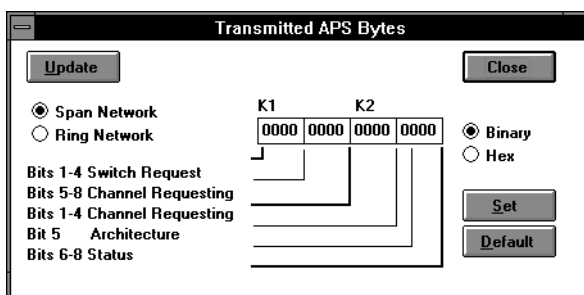 Transmitted APS Bytes
Update
Close
Span Network
Ring Network
K1 K2
0000 0000 0000 0000
Binary
Hex
Bits 1-4 Switch Request
Bits 5-8 Channel Requesting
Bits 1-4 Channel Requesting
Bit 5 Architecture
Bits 6-8 Status
Set
Default